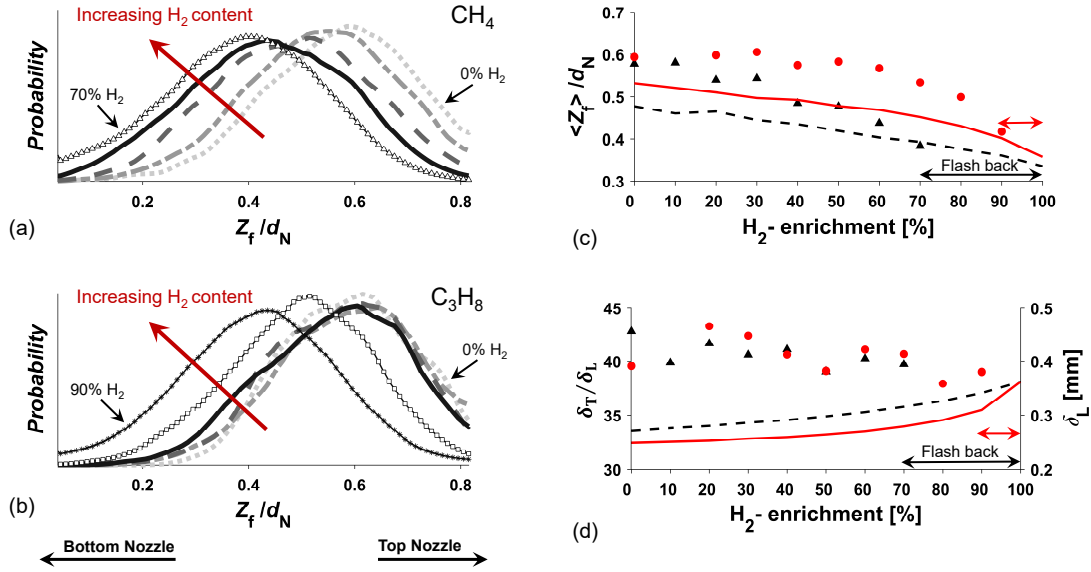 Increasing H2 content
CH4
70% H2
0% H2
Probability
0.2 0.4 0.6 0.8
Zf /dN
(a)
Increasing H2 content
C3H8
90% H2
0% H2
Probability
0.2 0.4 0.6 0.8
Zf /dN
(b)
Bottom Nozzle
Top Nozzle
0.7
0.6
0.5
0.4
0.3
<Zf> /dN
Flash back
0 10 20 30 40 50 60 70 80 90 100
H2- enrichment [%]
(c)
45
42
39
36
33
30
δT/δL
0.5
0.4
0.3
0.2
δL [mm]
Flash back
0 10 20 30 40 50 60 70 80 90 100
H2- enrichment [%]
(d)